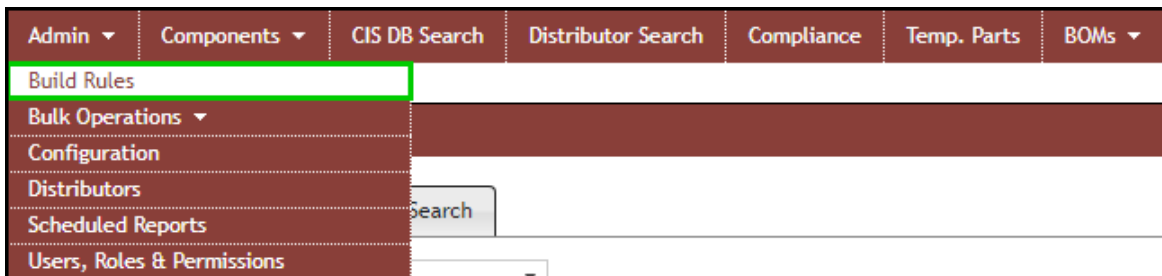 Admin ▼ Components ▼ CIS DB Search Distributor Search Compliance Temp. Parts BOMs ▼
Build Rules
Bulk Operations ▼
Configuration
Distributors
Search
Scheduled Reports
Users, Roles & Permissions